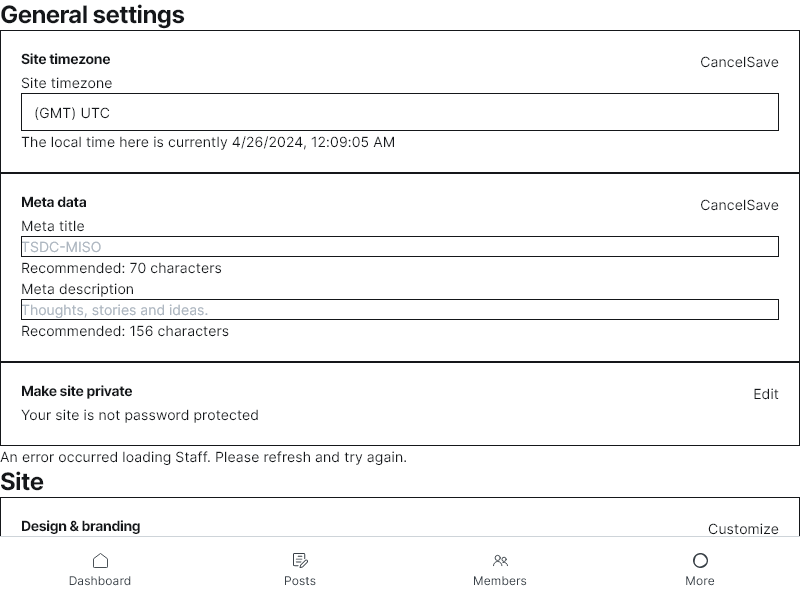 General settings
Site timezone
CancelSave
Site timezone
(GMT) UTC
The local time here is currently 4/26/2024, 12:09:05 AM
Meta data
CancelSave
Meta title
TSDC-MISO
Recommended: 70 characters
Meta description
Thoughts, stories and ideas.
Recommended: 156 characters
Make site private
Edit
Your site is not password protected
An error occurred loading Staff. Please refresh and try again.
Site
Design & branding
Customize
Dashboard
Posts
Members
More